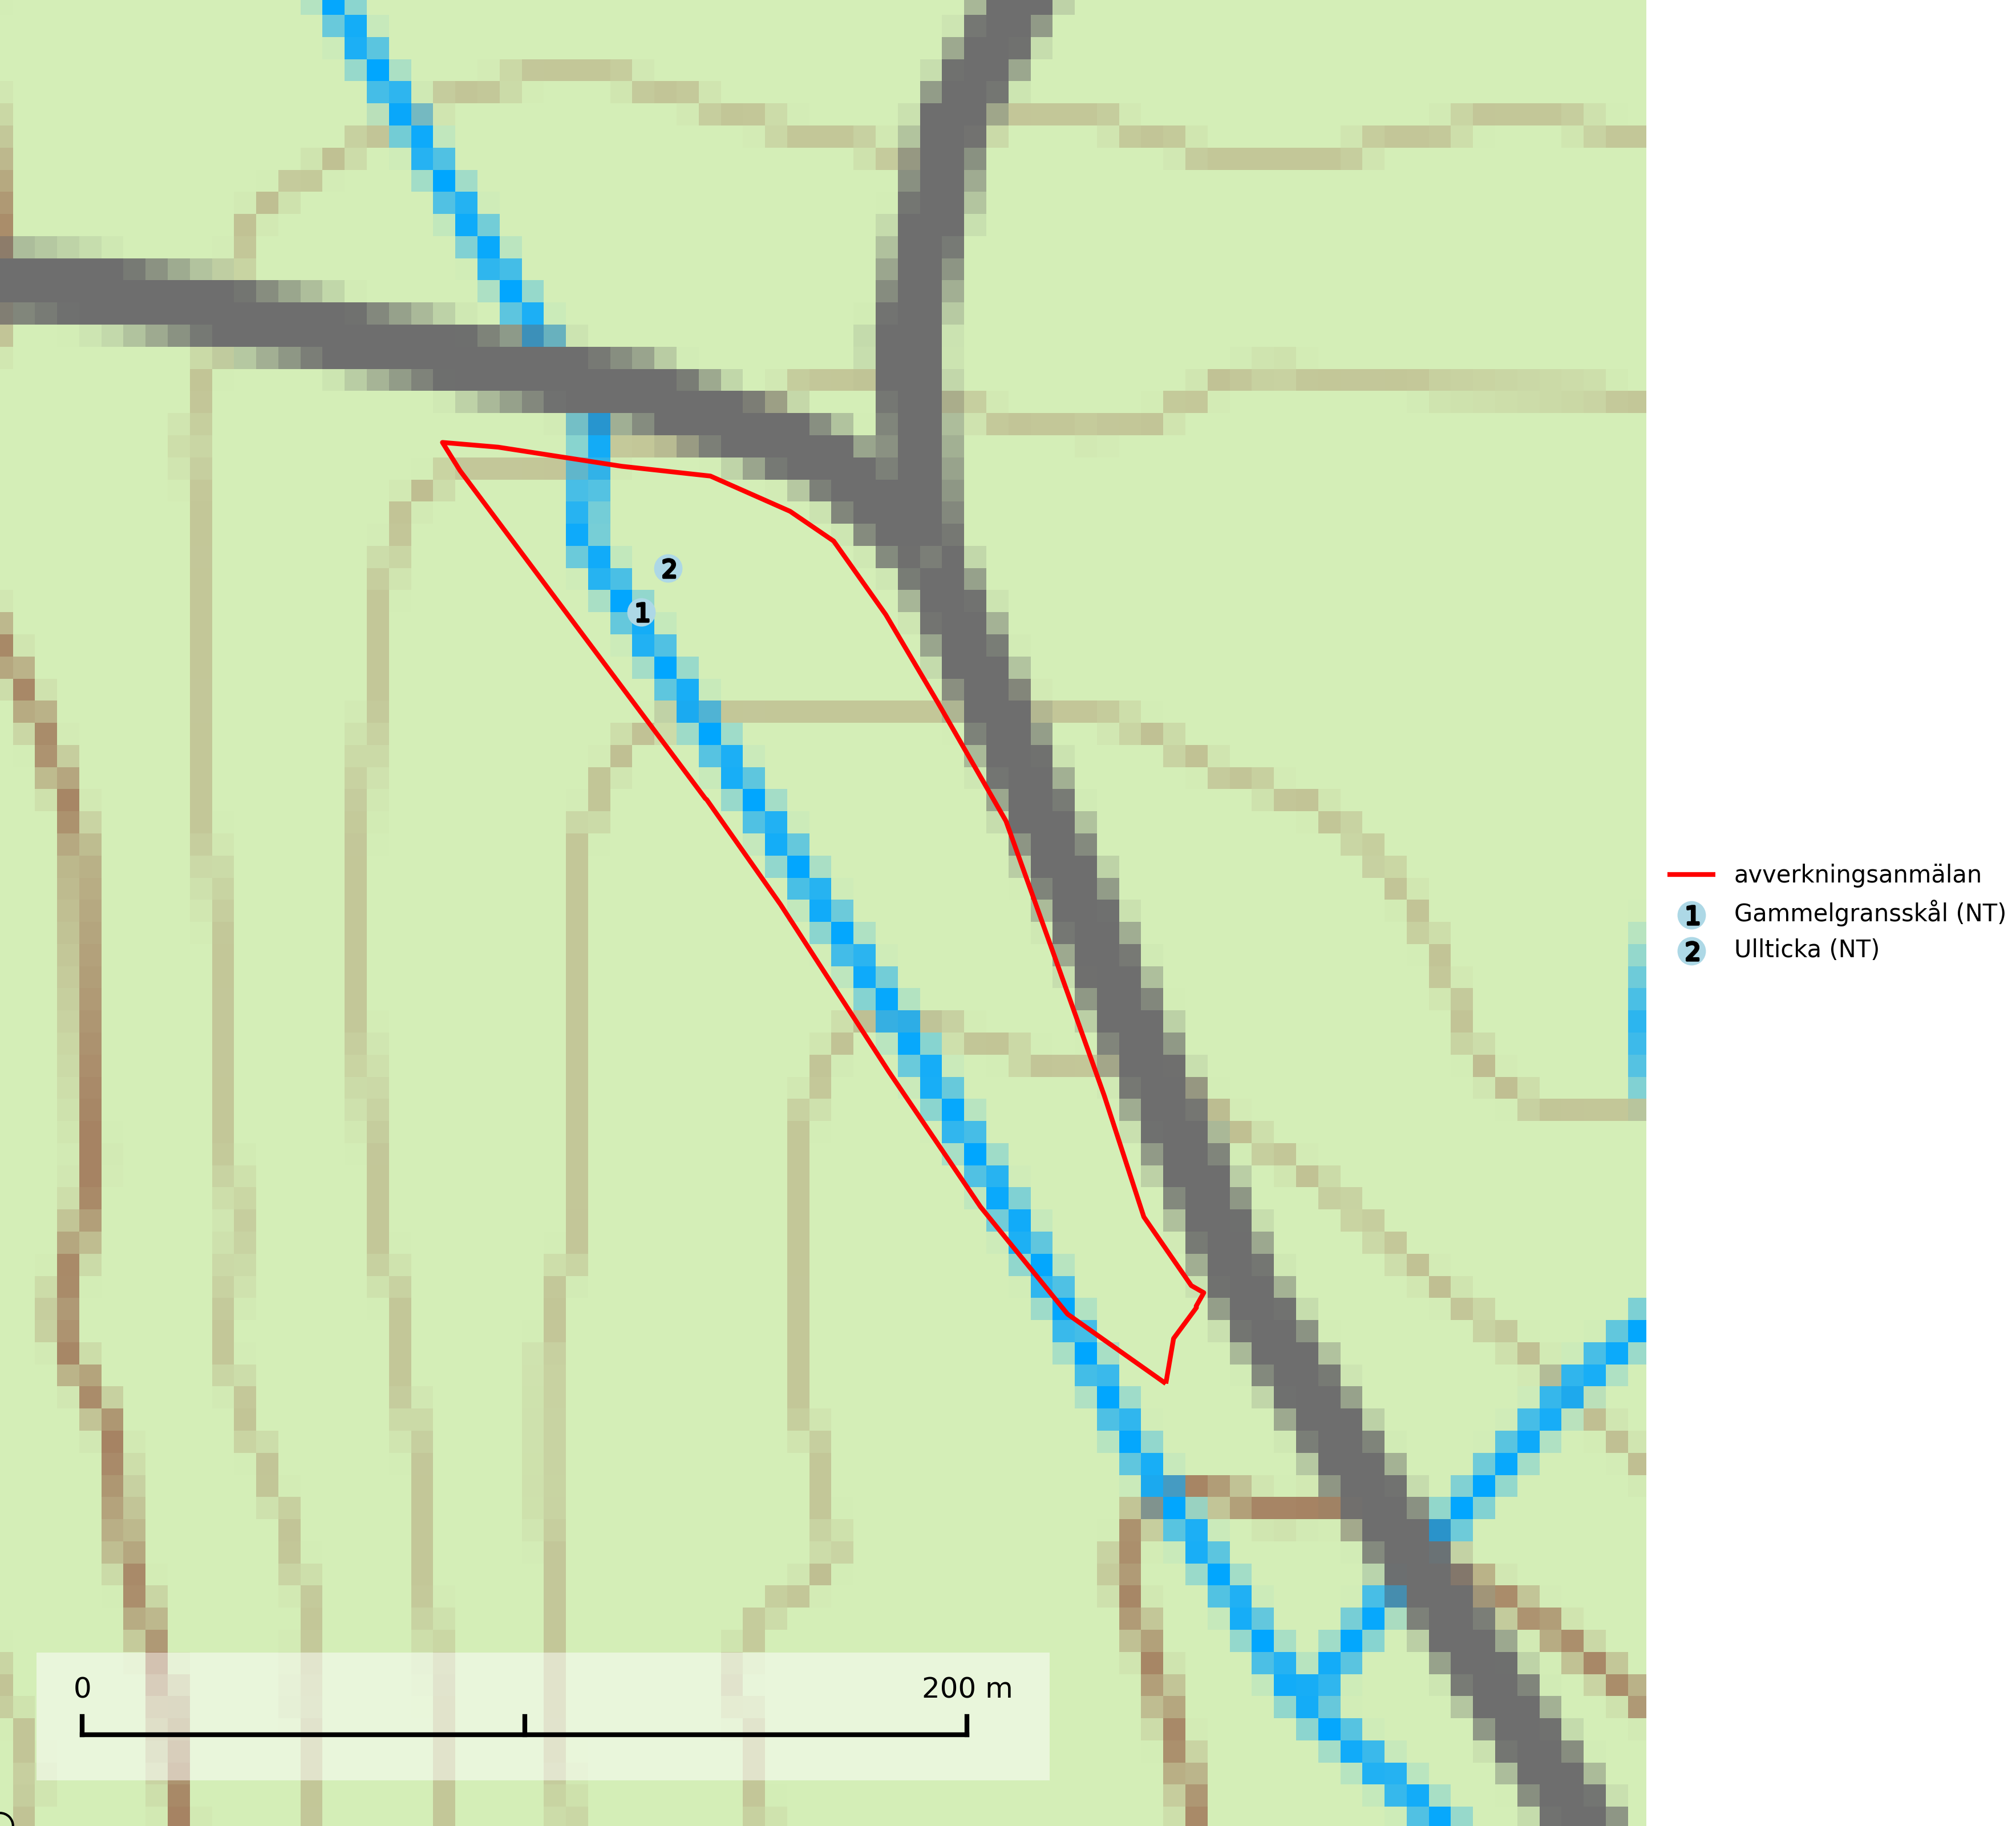 2
1
avverkningsanmälan
1 Gammelgransskål (NT)
2 Ullticka (NT)
0 200 m